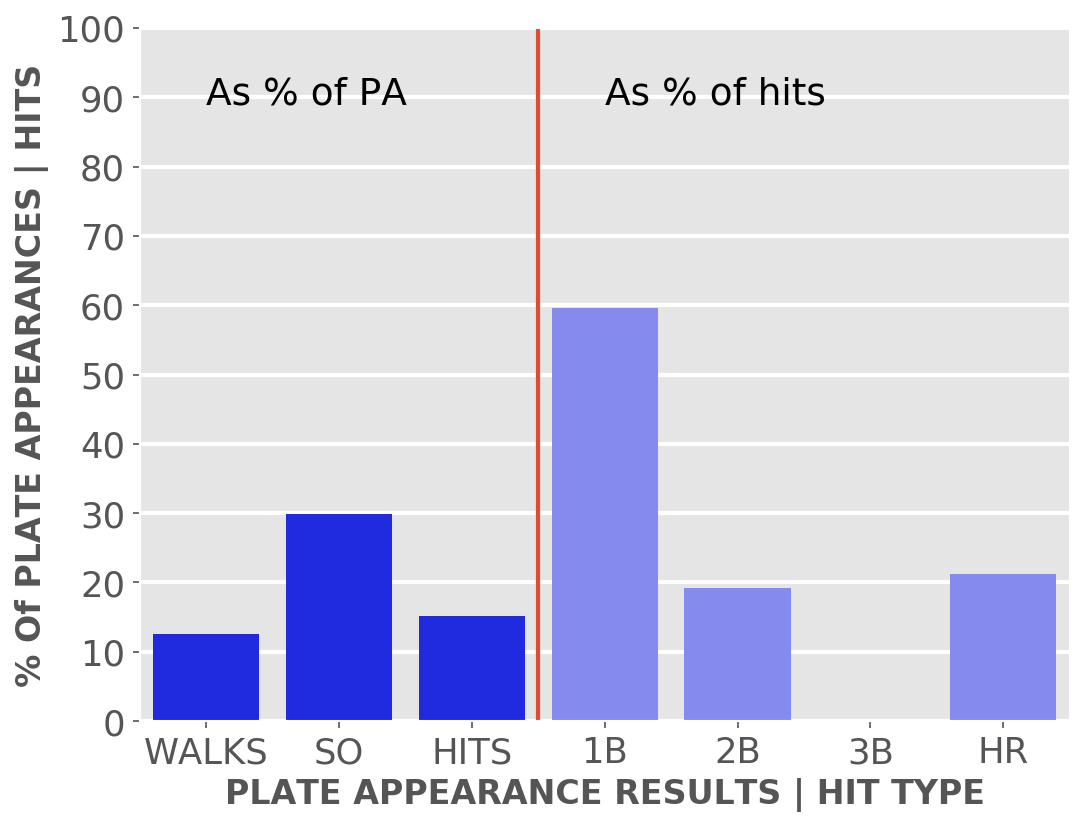 % Of PLATE APPEARANCES | HITS
100
90
80
70
60
50
40
30
20
10
0
As % of PA
As % of hits
WALKS SO HITS 1B 2B 3B HR
PLATE APPEARANCE RESULTS | HIT TYPE